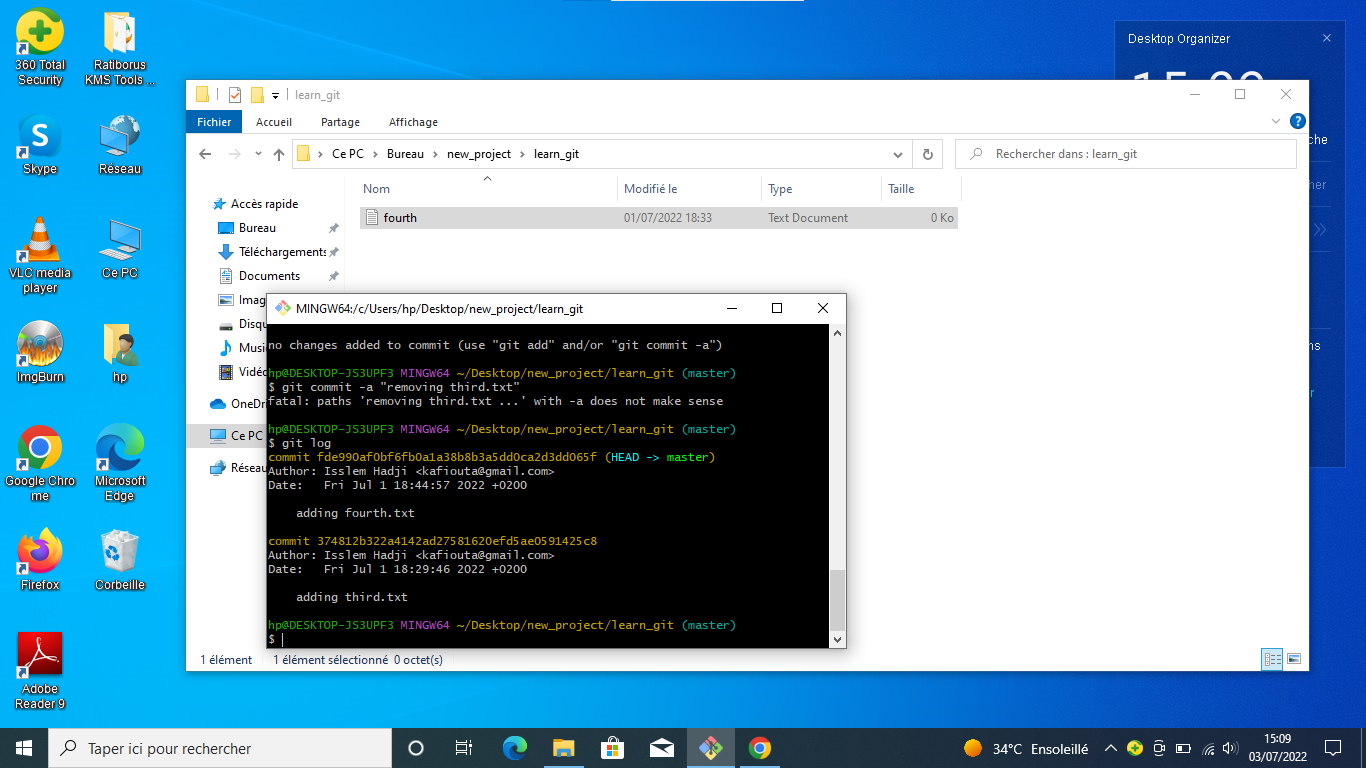 360 Total
Security
Ratiborus
KMS Tools ...
Skype
Réseau
VLC media
player
Ce PC
ImgBurn
hp
Google Chro
me
Microsoft
Edge
Firefox
Corbeille
Adobe
Reader 9
Desktop Organizer
learn_git
Fichier
Accueil
Partage
Affichage
Ce PC
Bureau
new_project
learn_git
Rechercher dans : learn_git
Nom
Modifié le
Type
Taille
fourth
01/07/2022 18:33
Text Document
0 Ko
Accès rapide
Bureau
Téléchargements
Documents
Imag
Disqu
Musi
Vidéo
OneDri
Ce PC
Réseau
MINGW64:/c/Users/hp/Desktop/new_project/learn_git
no changes added to commit (use "git add" and/or "git commit -a")
hp@DESKTOP-JS3UPF3 MINGW64 ~/Desktop/new_project/learn_git (master)
$ git commit -a "removing third.txt"
fatal: paths 'removing third.txt ...' with -a does not make sense
hp@DESKTOP-JS3UPF3 MINGW64 ~/Desktop/new_project/learn_git (master)
$ git log
commit fde990af0bf6fb0a1a38b8b3a5dd0ca2d3dd065f (HEAD -> master)
Author: Isslem Hadji <kafiouta@gmail.com>
Date:   Fri Jul 1 18:44:57 2022 +0200
adding fourth.txt
commit 374812b322a4142ad27581620efd5ae0591425c8
Author: Isslem Hadji <kafiouta@gmail.com>
Date:   Fri Jul 1 18:29:46 2022 +0200
adding third.txt
hp@DESKTOP-JS3UPF3 MINGW64 ~/Desktop/new_project/learn_git (master)
$
1 élément
1 élément sélectionné 0 octet(s)
Taper ici pour rechercher
34°C Ensoleillé
15:09
03/07/2022